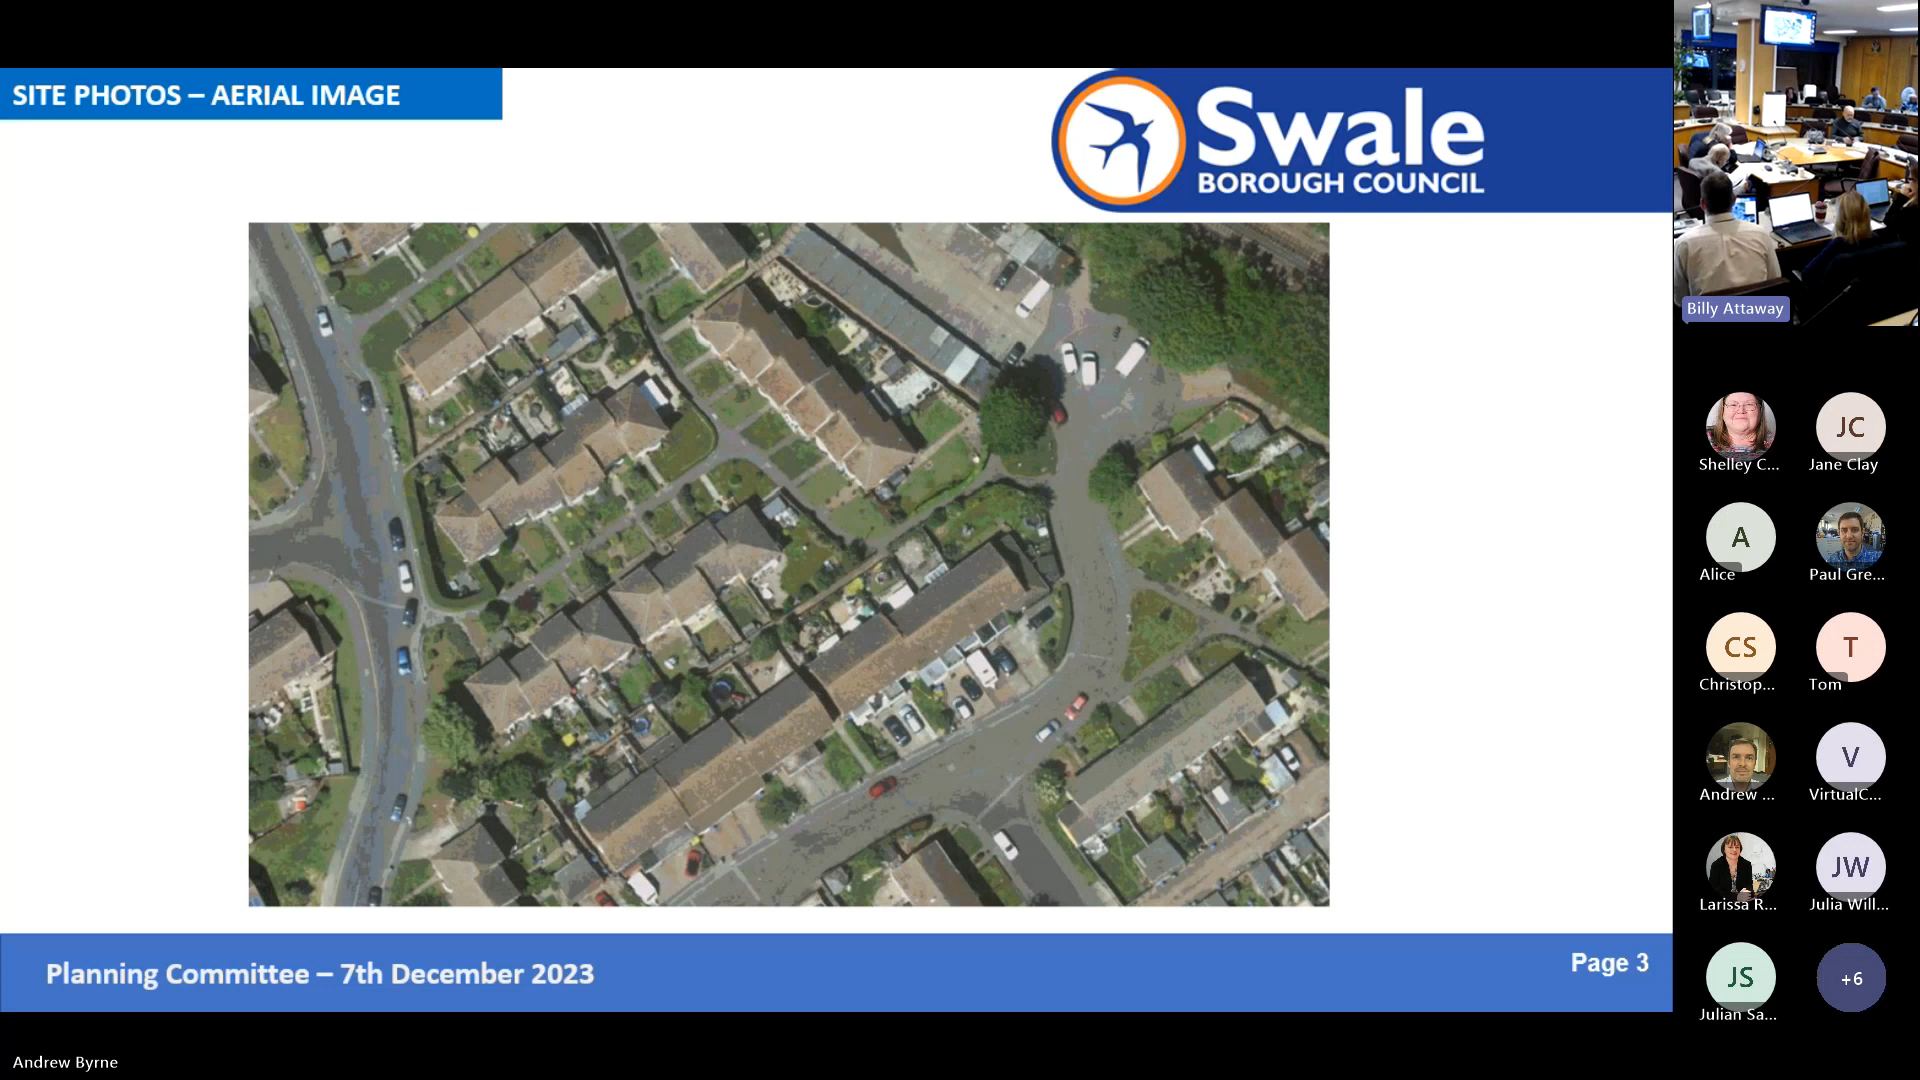 SITE PHOTOS – AERIAL IMAGE
Swale
BOROUGH COUNCIL
Planning Committee – 7th December 2023
Page 3
Andrew Byrne
Billy Attaway
Shelley C...
JC
Jane Clay
A
Alice
Paul Gre...
CS
Christop...
T
Tom
Andrew ...
V
VirtualC...
Larissa R...
JW
Julia Will...
JS
Julian Sa...
+6